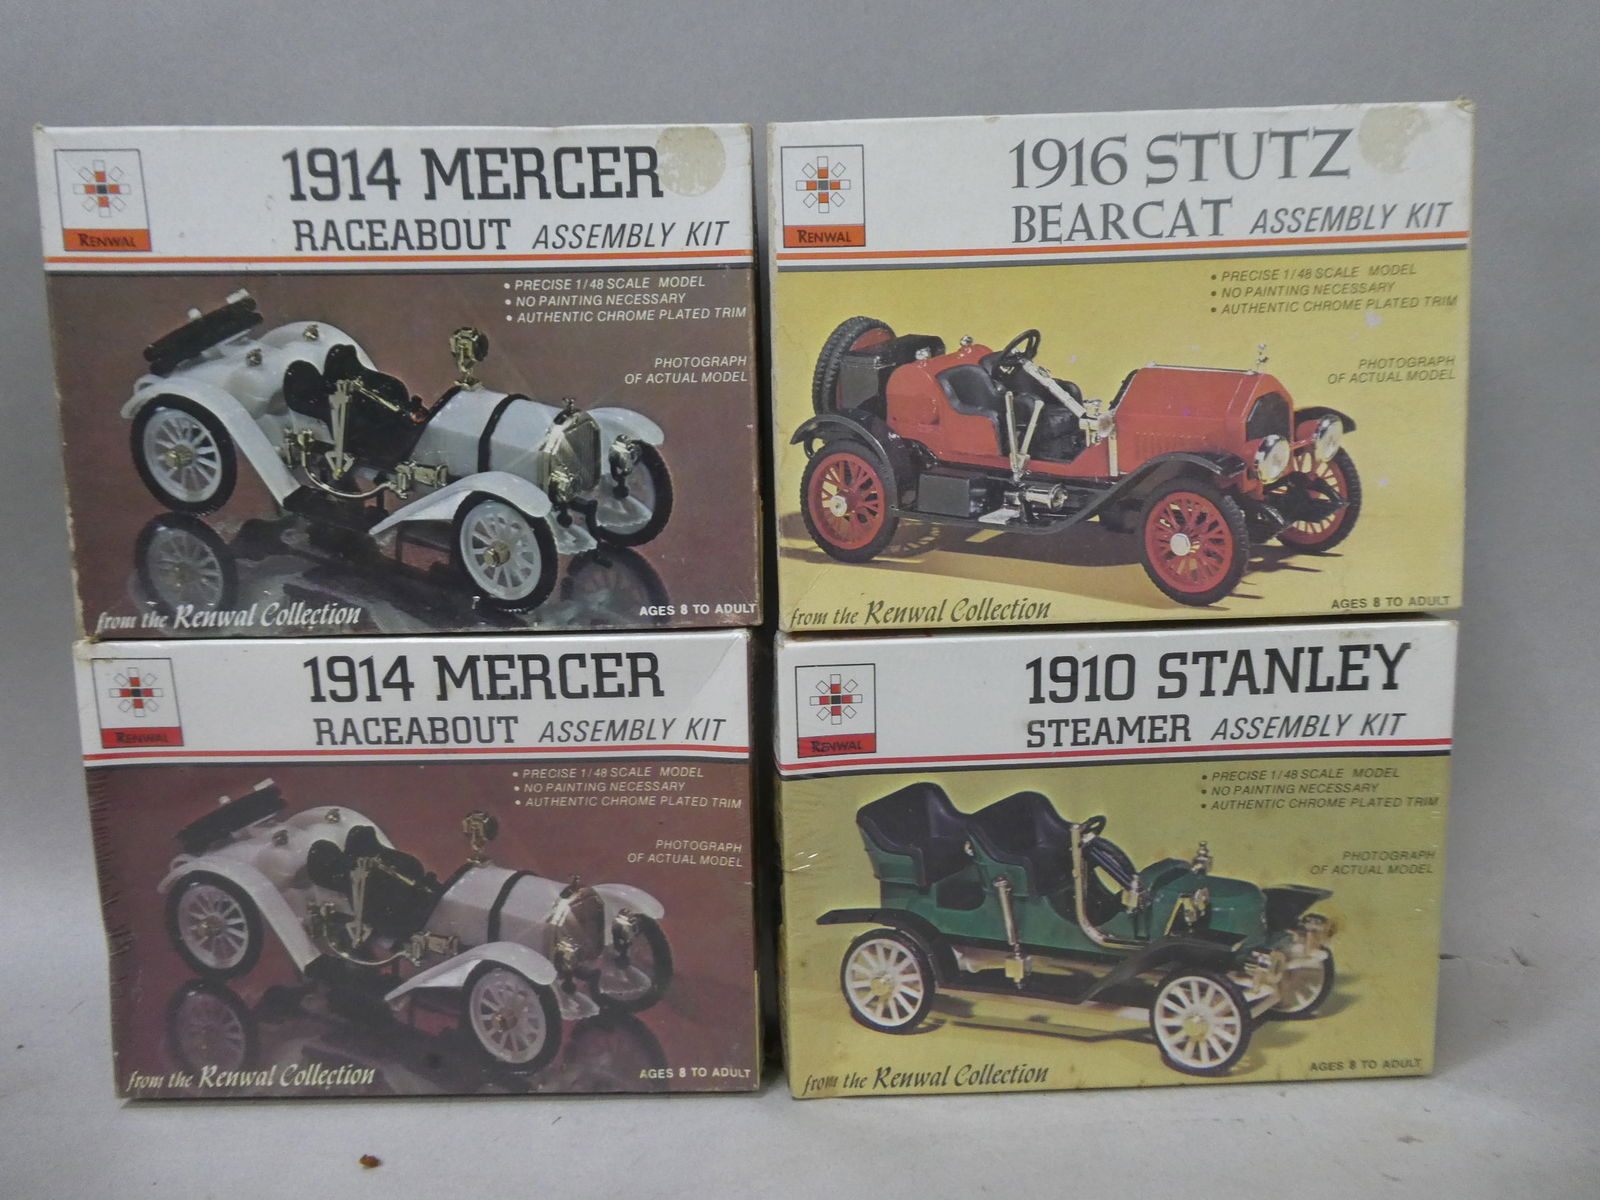 RENWAL
1914 MERCER
RACEABOUT ASSEMBLY KIT
• PRECISE 1/48 SCALE MODEL
• NO PAINTING NECESSARY
• AUTHENTIC CHROME PLATED TRIM
PHOTOGRAPH
OF ACTUAL MODEL
from the Renwal Collection
AGES 8 TO ADULT
RENWAL
1916 STUTZ
BEARCAT ASSEMBLY KIT
• PRECISE 1/48 SCALE MODEL
• NO PAINTING NECESSARY
• AUTHENTIC CHROME PLATED TRIM
PHOTOGRAPH
OF ACTUAL MODEL
from the Renwal Collection
AGES 8 TO ADULT
RENWAL
1914 MERCER
RACEABOUT ASSEMBLY KIT
• PRECISE 1/48 SCALE MODEL
• NO PAINTING NECESSARY
• AUTHENTIC CHROME PLATED TRIM
PHOTOGRAPH
OF ACTUAL MODEL
from the Renwal Collection
AGES 8 TO ADULT
RENWAL
1910 STANLEY
STEAMER ASSEMBLY KIT
• PRECISE 1/48 SCALE MODEL
• NO PAINTING NECESSARY
• AUTHENTIC CHROME PLATED TRIM
PHOTOGRAPH
OF ACTUAL MODEL
from the Renwal Collection
AGES 8 TO ADULT